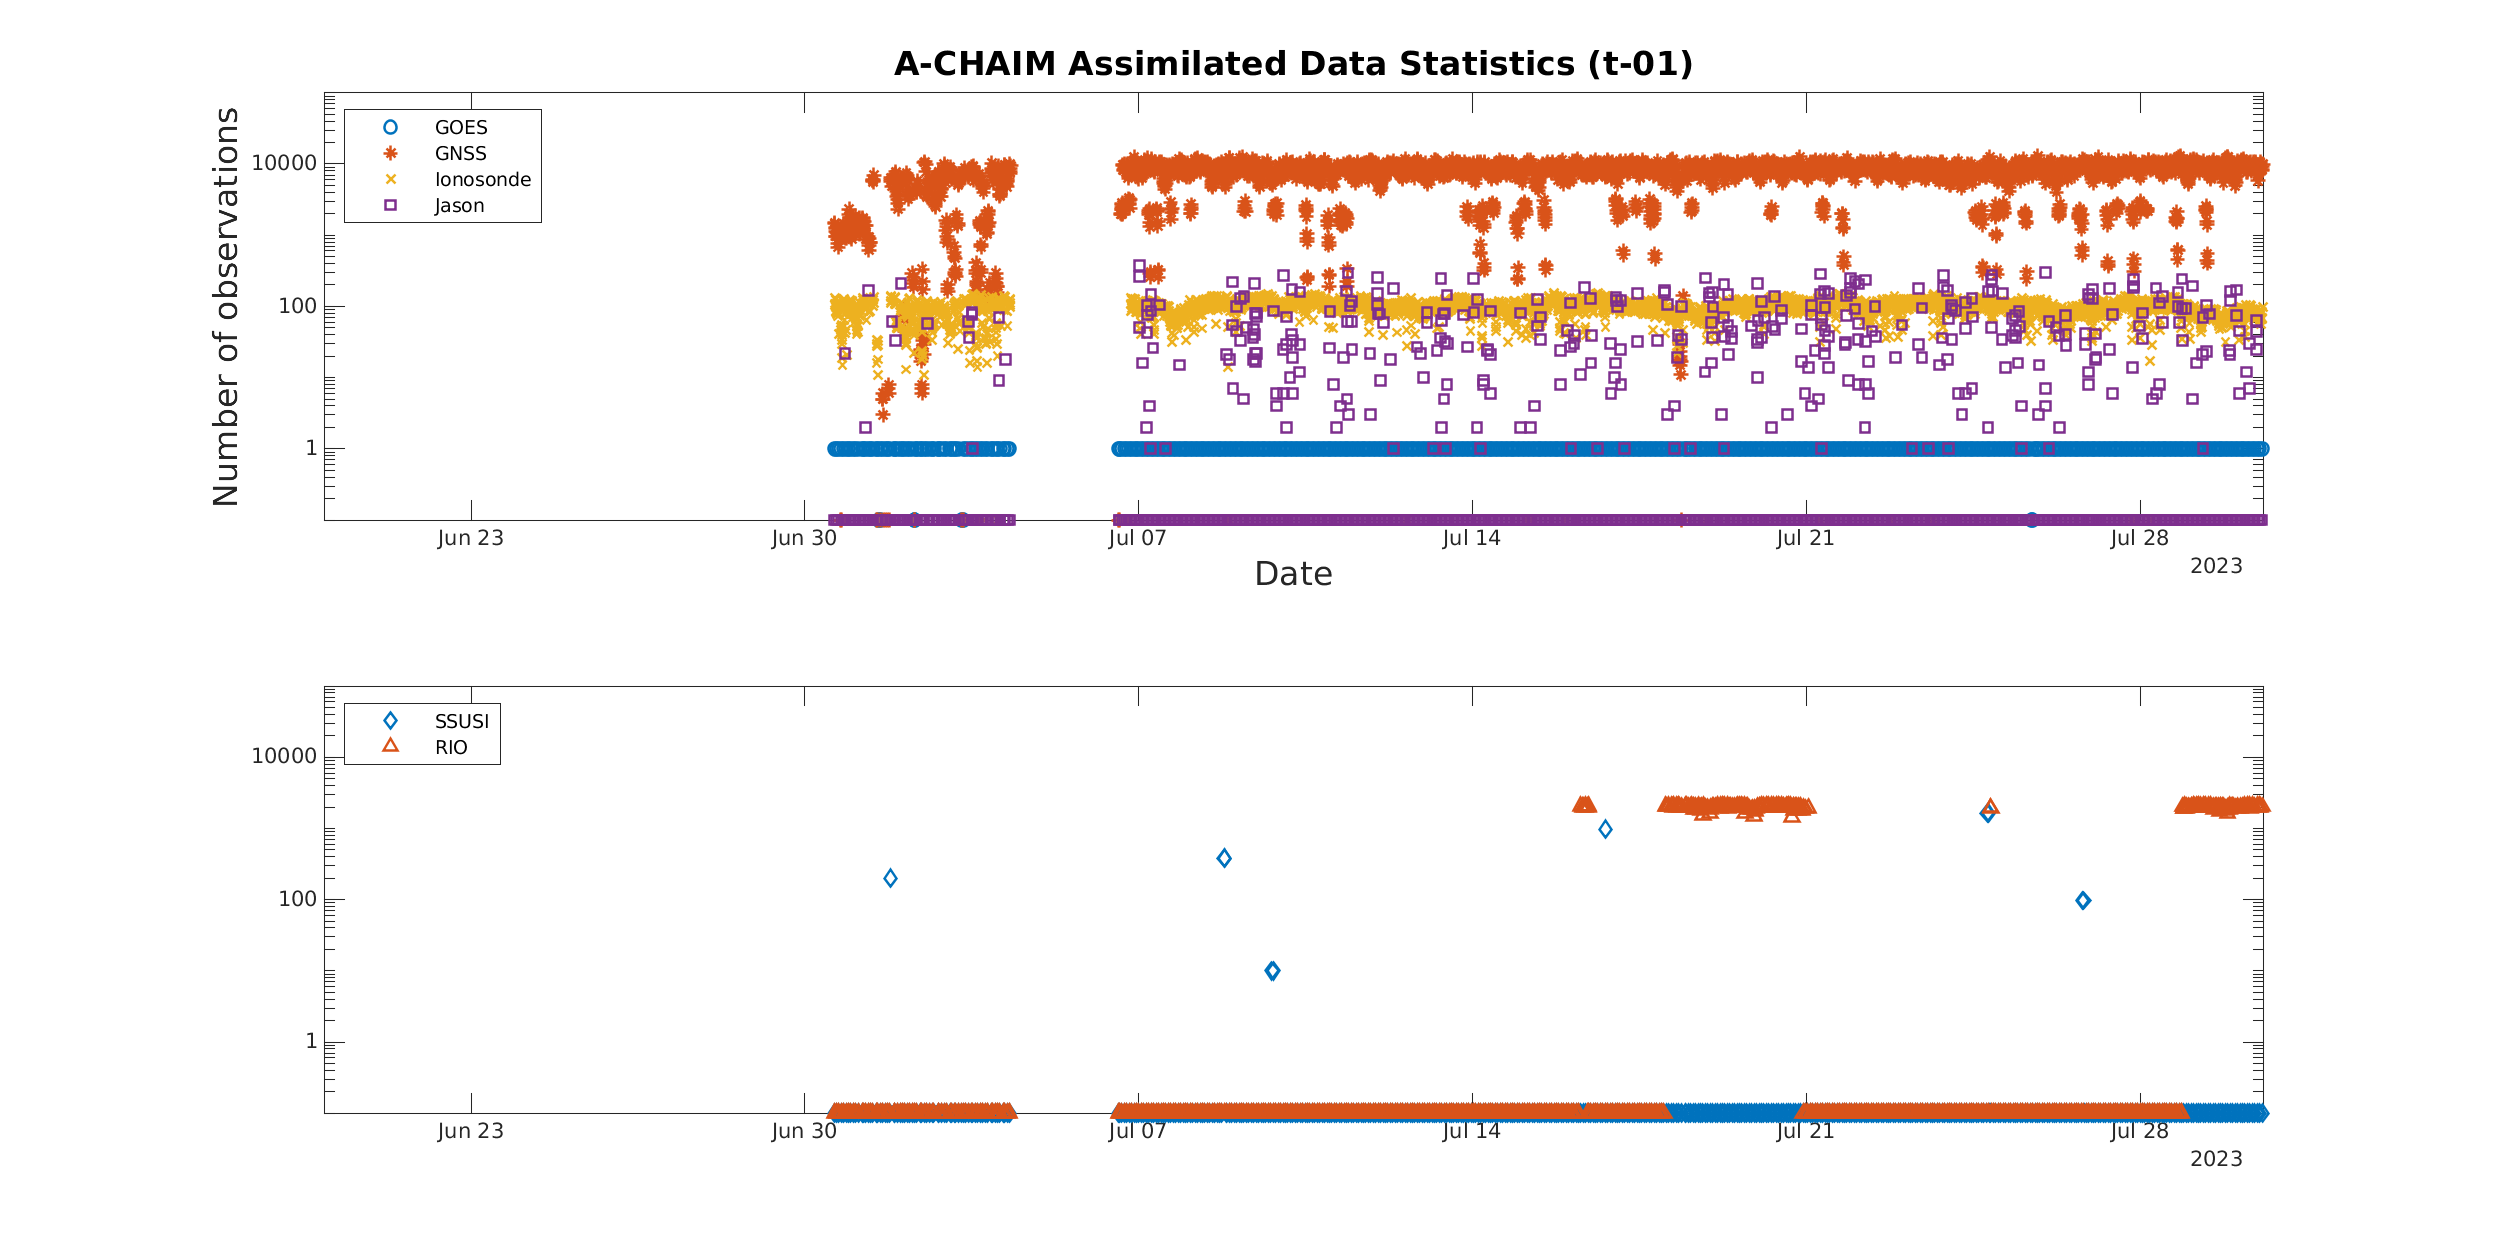 A-CHAIM Assimilated Data Statistics (t-01)
Number of observations
10000
100
1
GOES
GNSS
Ionosonde
Jason
Jun 23
Jun 30
Jul 07
Jul 14
Jul 21
Jul 28
2023
Date
10000
100
1
SSUSI
RIO
Jun 23
Jun 30
Jul 07
Jul 14
Jul 21
Jul 28
2023